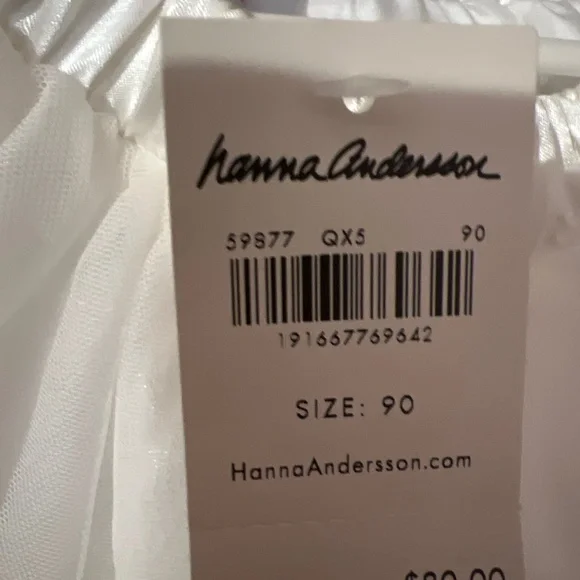 hanna Andersson
59877 QX5 90
191667769642
SIZE: 90
HannaAndersson.com